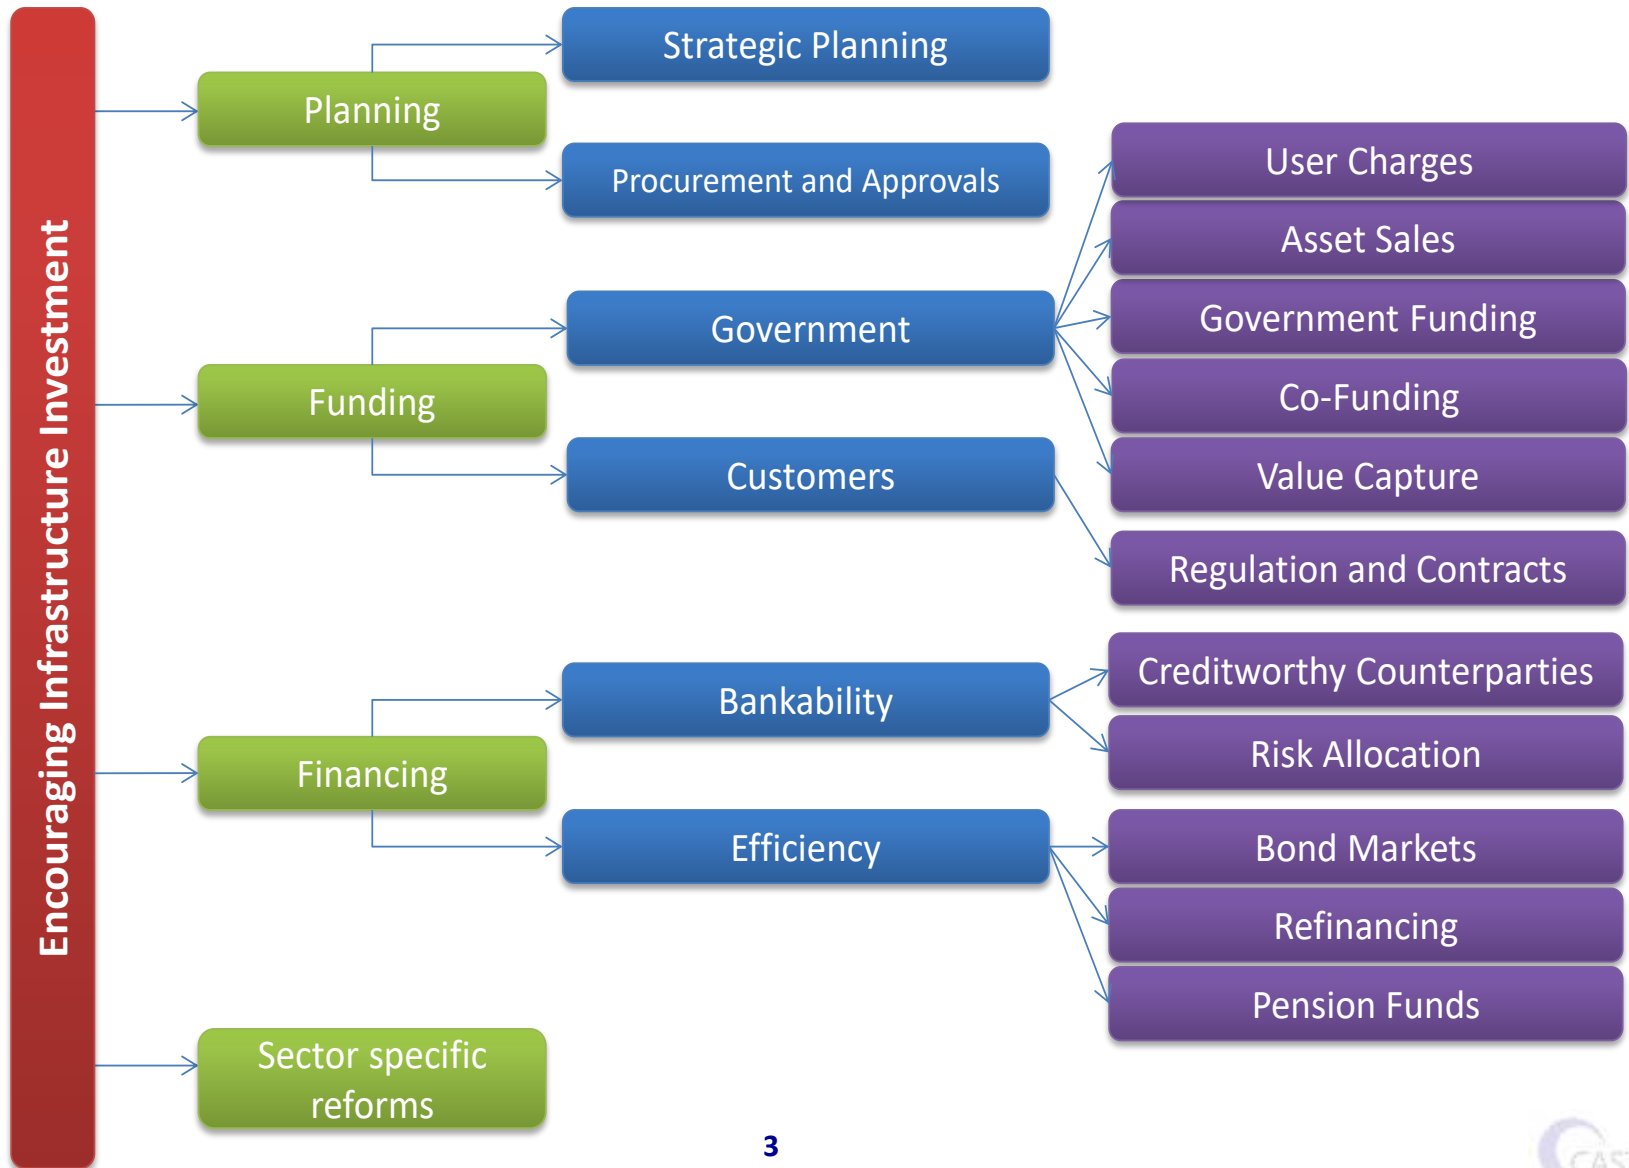 Encouraging Infrastructure Investment
Planning
Strategic Planning
Procurement and Approvals
Funding
Government
User Charges
Asset Sales
Government Funding
Co-Funding
Value Capture
Customers
Regulation and Contracts
Financing
Bankability
Creditworthy Counterparties
Risk Allocation
Efficiency
Bond Markets
Refinancing
Pension Funds
Sector specific
reforms
3